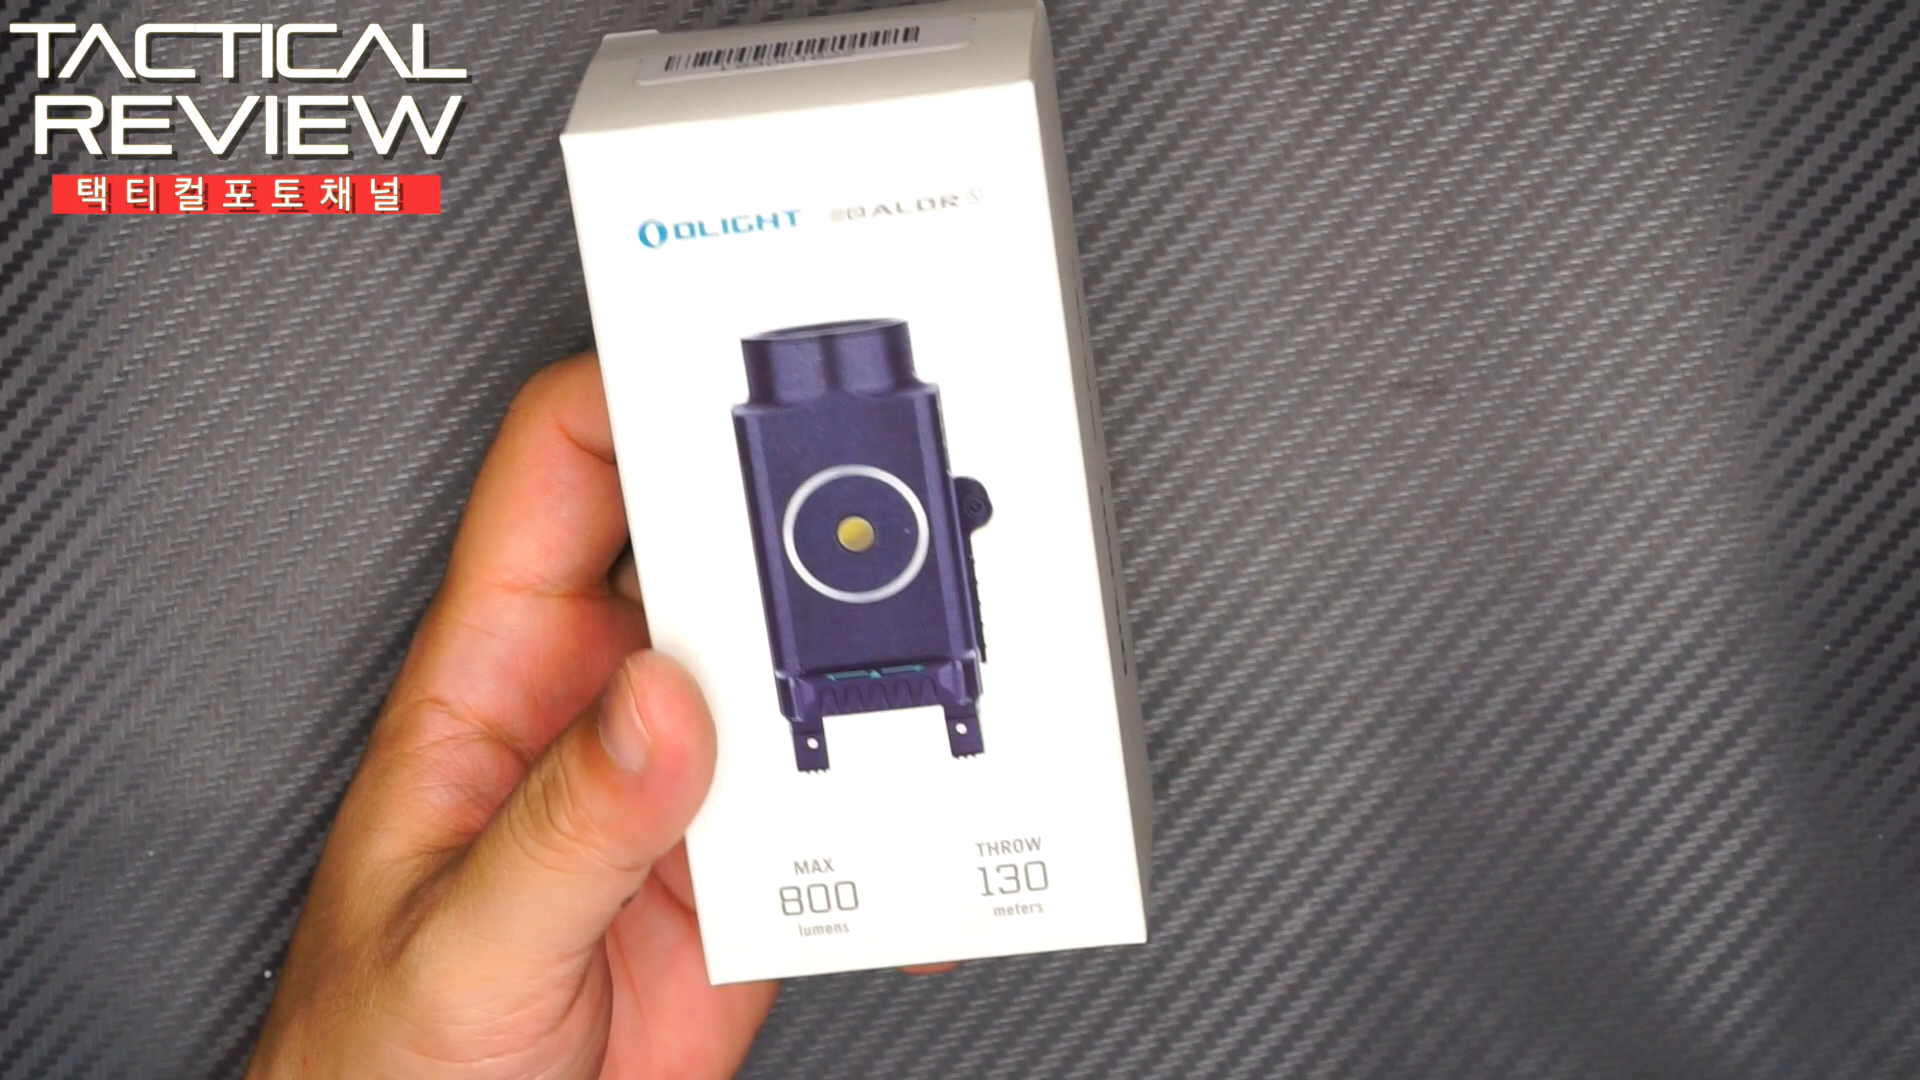 TACTICAL
REVIEW
택티컬포토채널
OLIGHT BALDR S
MAX
800
lumens
THROW
130
meters